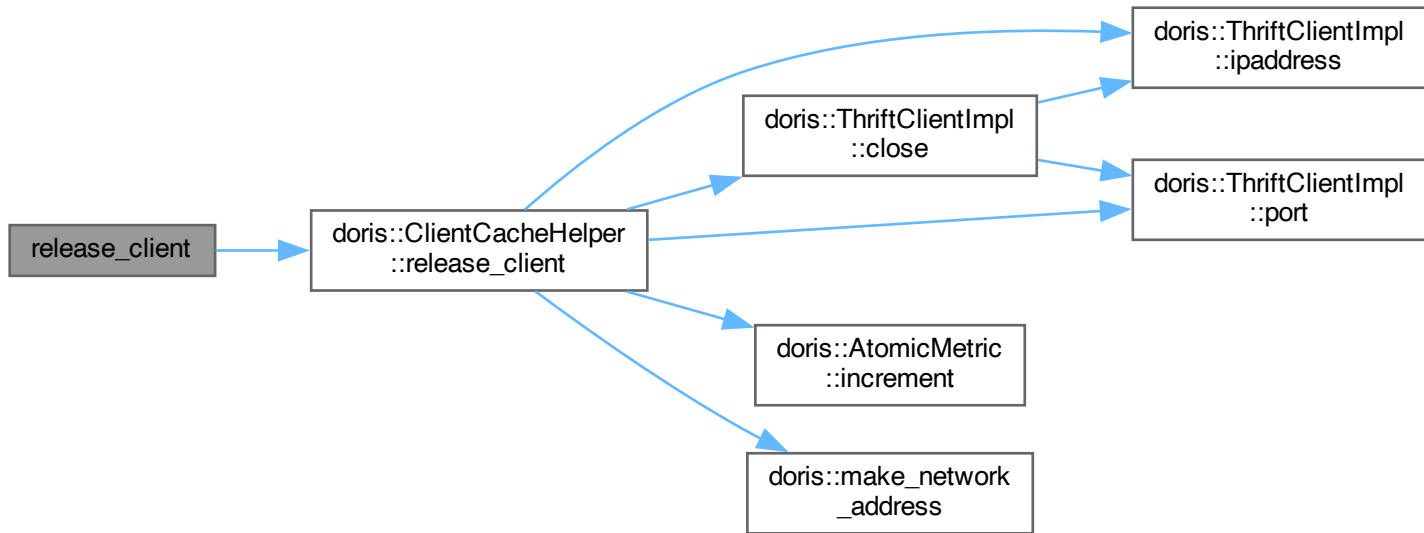 doris::ThriftClientImpl
::ipaddress
doris::ThriftClientImpl
::close
doris::ThriftClientImpl
::port
release_client
doris::ClientCacheHelper
::release_client
doris::AtomicMetric
::increment
doris::make_network
_address